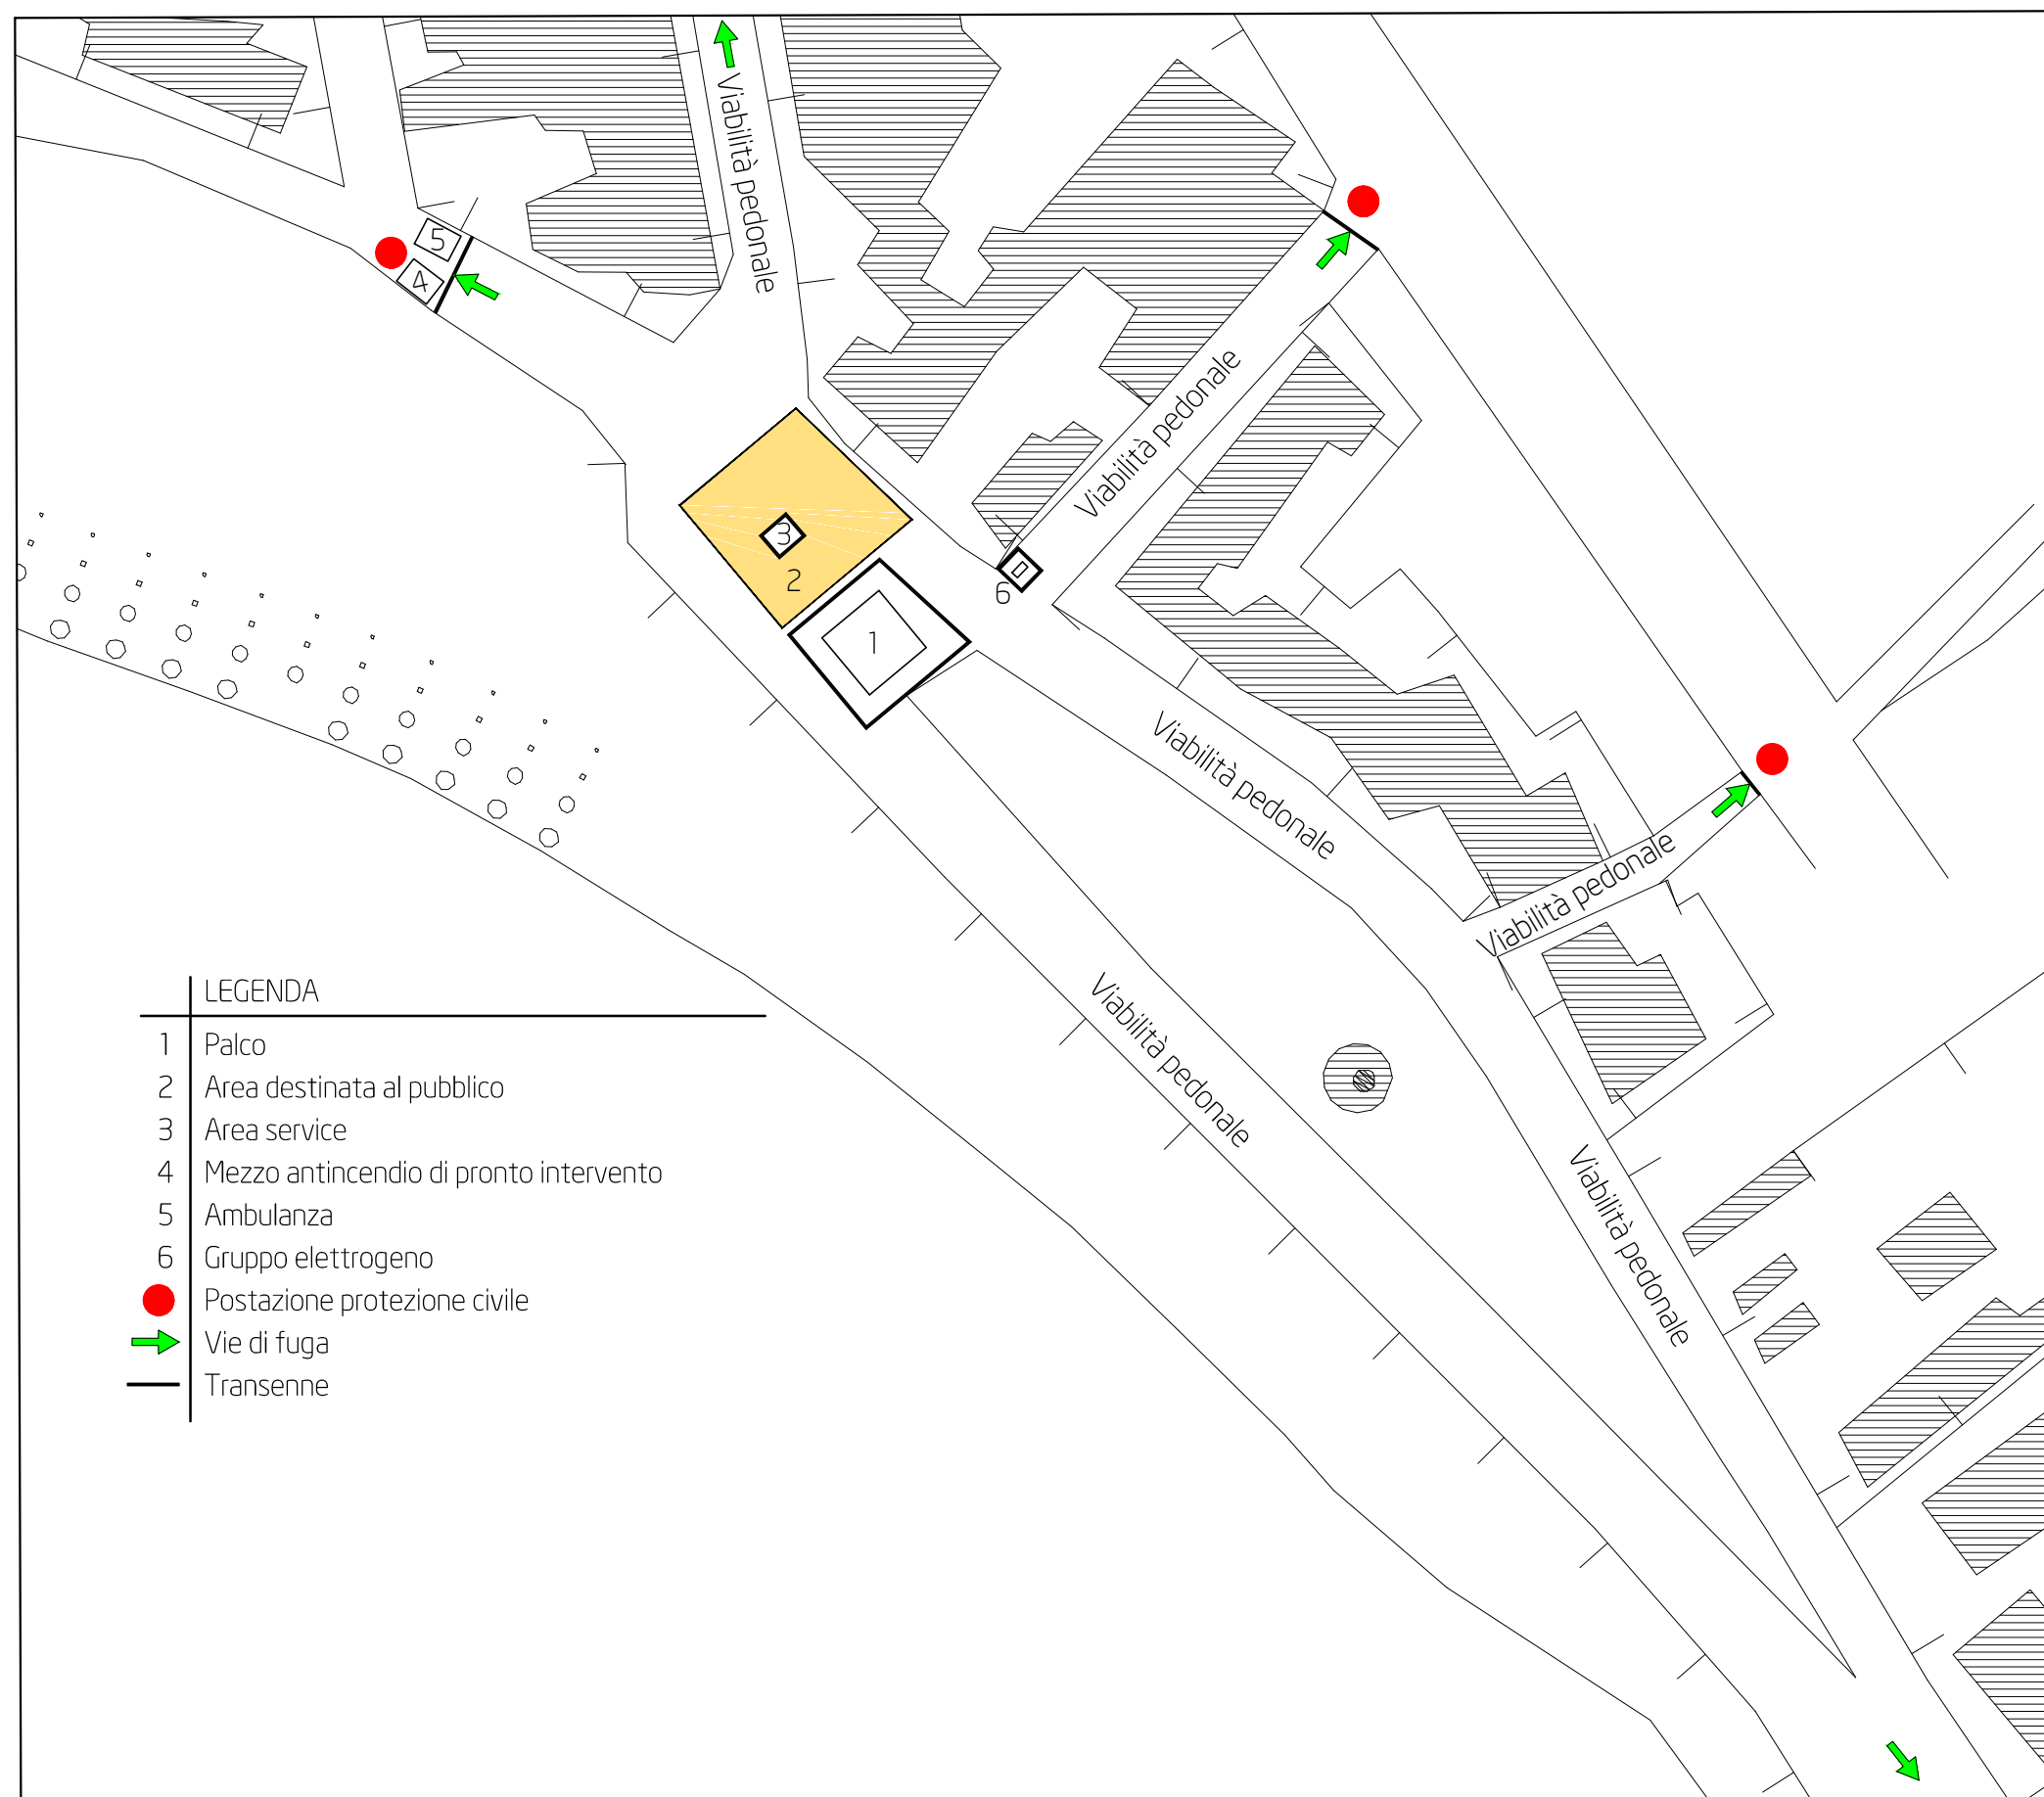 Viabilità pedonale
5
4
Viabilità pedonale
3
2
6
1
Viabilità pedonale
Viabilità pedonale
Viabilità pedonale
Viabilità pedonale
LEGENDA
1 Palco
2 Area destinata al pubblico
3 Area service
4 Mezzo antincendio di pronto intervento
5 Ambulanza
6 Gruppo elettrogeno
Postazione protezione civile
Vie di fuga
Transenne